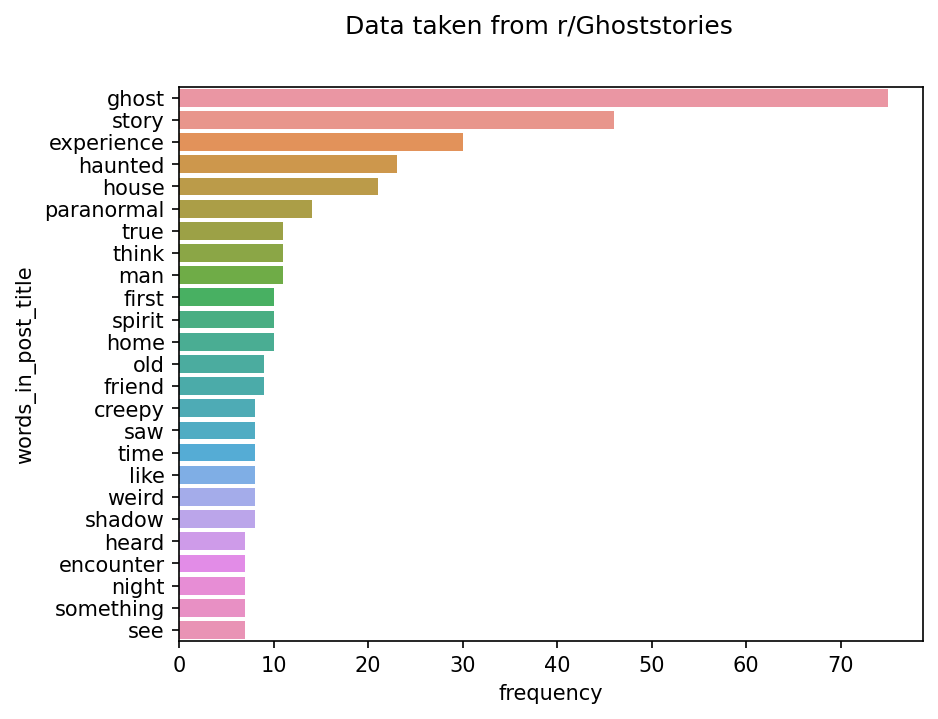 Data taken from r/Ghoststories
words_in_post_title
ghost
story
experience
haunted
house
paranormal
true
think
man
first
spirit
home
old
friend
creepy
saw
time
like
weird
shadow
heard
encounter
night
something
see
0 10 20 30 40 50 60 70
frequency